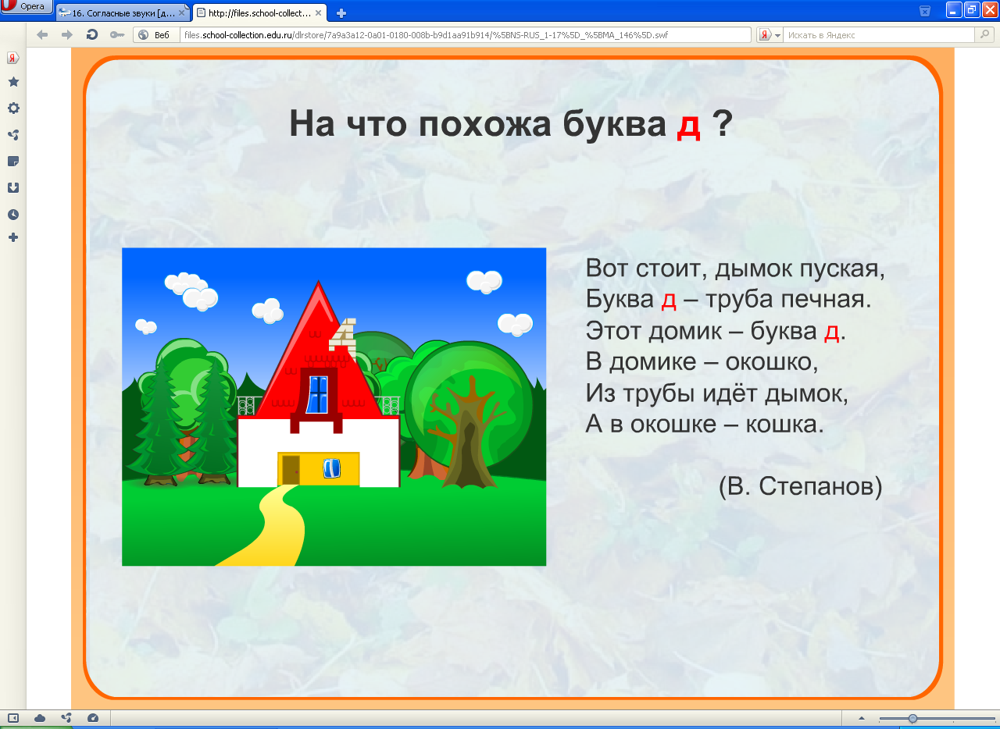 Opera
16. Согласные звуки [д...
http://files.school-collect...
Веб
files.school-collection.edu.ru/dlrstore/7a9a3a12-0a01-0180-008b-b9d1aa91b914/%5BNS-RUS_1-17%5D_%5BMA_146%5D.swf
Я
Искать в Яндекс
Я
На что похожа буква д ?
Вот стоит, дымок пуская,
Буква д – труба печная.
Этот домик – буква д.
В домике – окошко,
Из трубы идёт дымок,
А в окошке – кошка.
(В. Степанов)